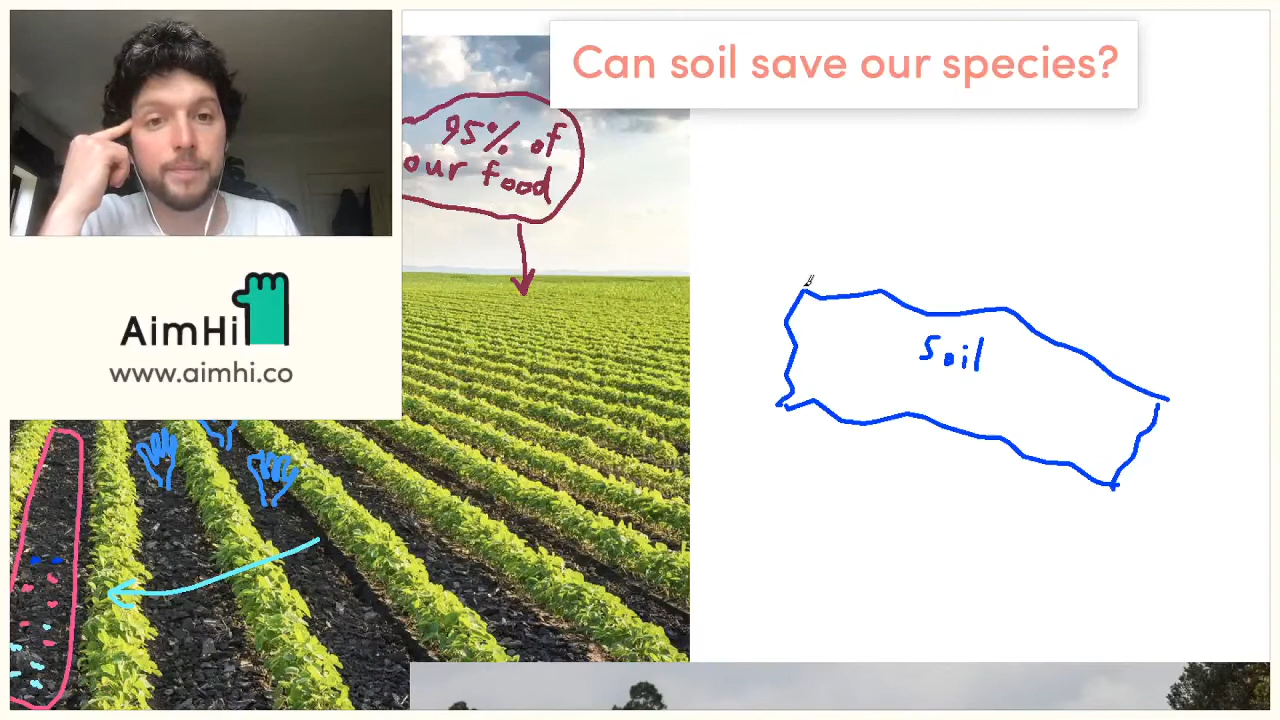 Can soil save our species?
95% of
our food
Soil
AimHi
www.aimhi.co